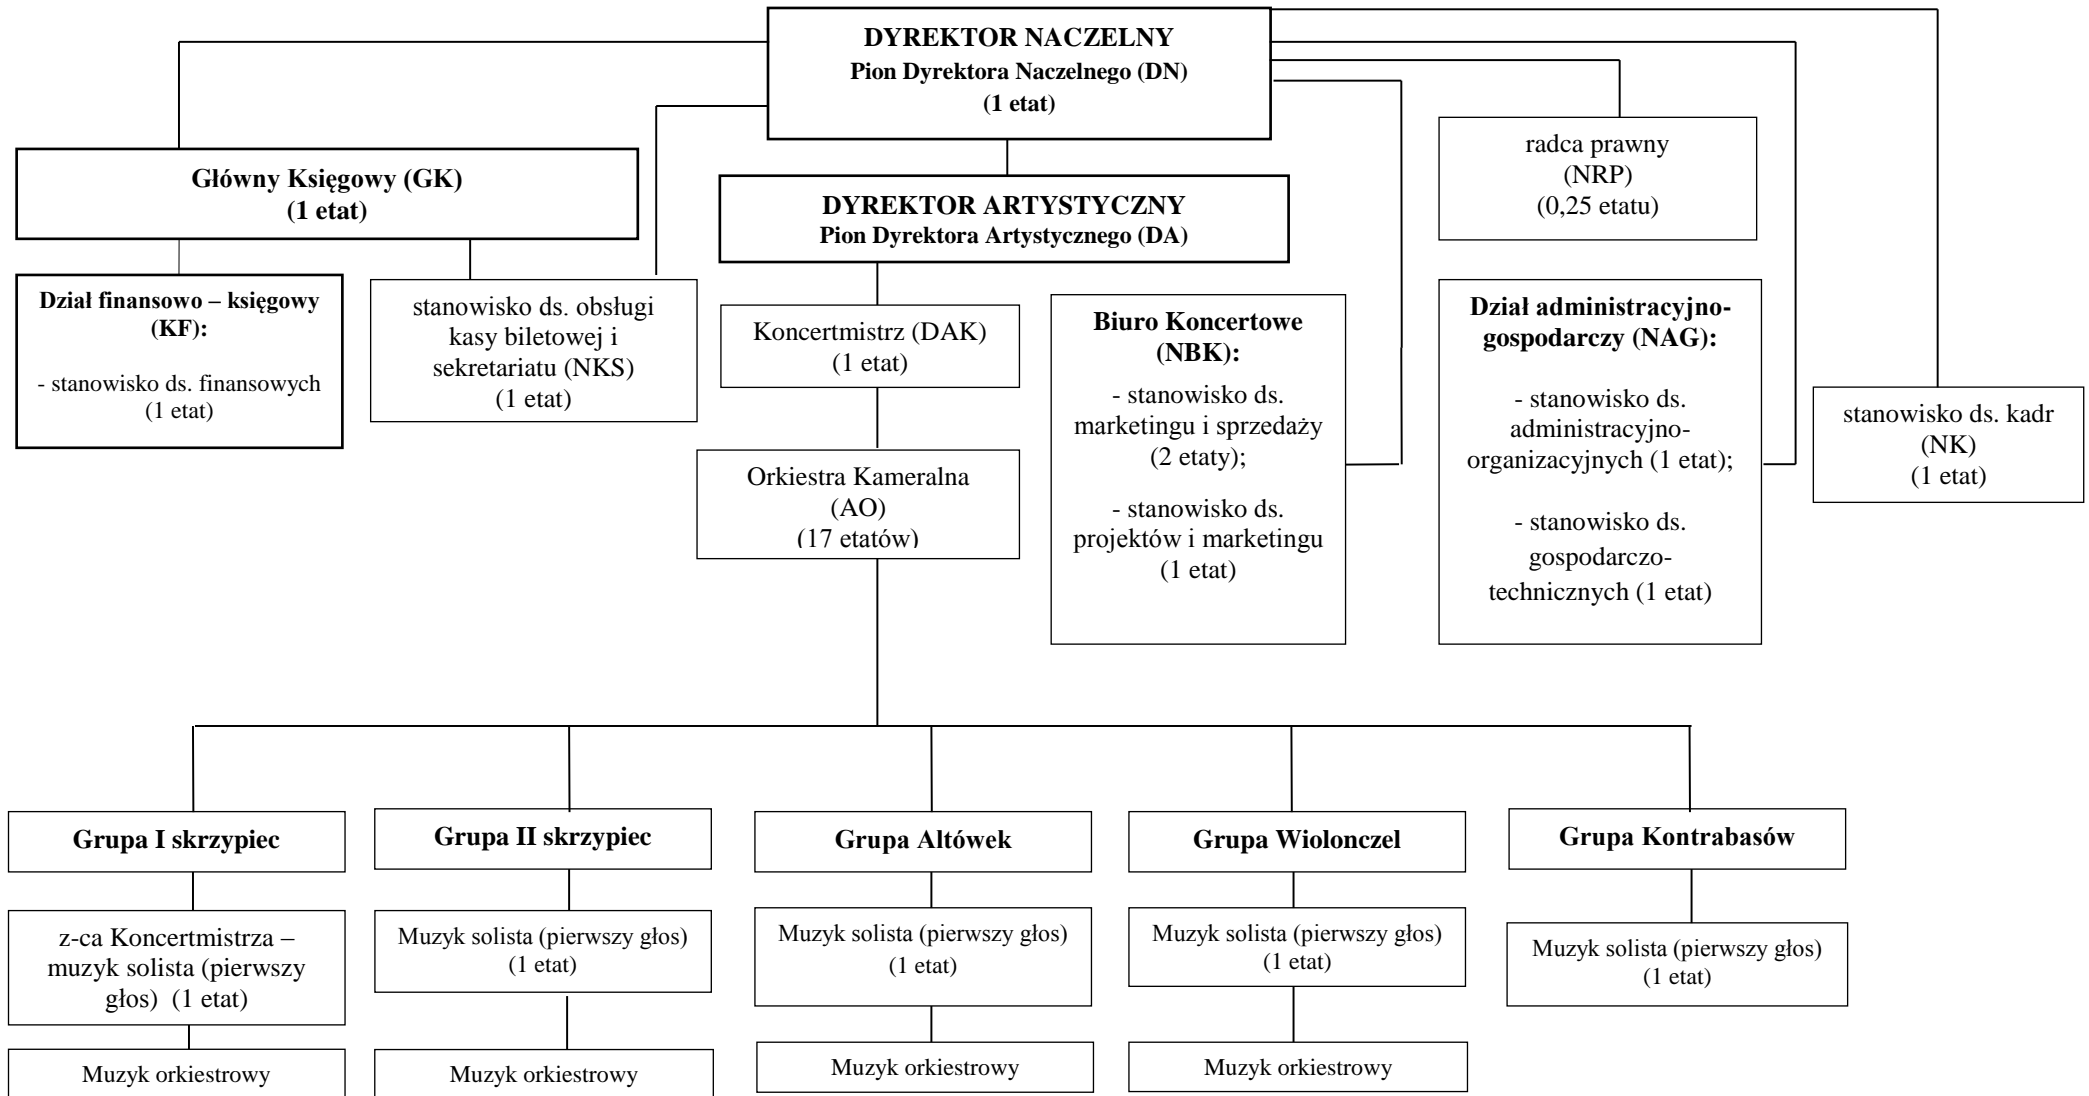 DYREKTOR NACZELNY
Pion Dyrektora Naczelnego (DN)
(1 etat)
Główny Księgowy (GK)
(1 etat)
DYREKTOR ARTYSTYCZNY
Pion Dyrektora Artystycznego (DA)
radca prawny
(NRP)
(0,25 etatu)
Dział finansowo – księgowy
(KF):
- stanowisko ds. finansowych
(1 etat)
stanowisko ds. obsługi
kasy biletowej i
sekretariatu (NKS)
(1 etat)
Koncertmistrz (DAK)
(1 etat)
Orkiestra Kameralna
(AO)
(17 etatów)
Biuro Koncertowe
(NBK):
- stanowisko ds.
marketingu i sprzedaży
(2 etaty);
- stanowisko ds.
projektów i marketingu
(1 etat)
Dział administracyjno-
gospodarczy (NAG):
- stanowisko ds.
administracyjno-
organizacyjnych (1 etat);
- stanowisko ds.
gospodarczo-
technicznych (1 etat)
stanowisko ds. kadr
(NK)
(1 etat)
Grupa I skrzypiec
Grupa II skrzypiec
Grupa Altówek
Grupa Wiolonczel
Grupa Kontrabasów
z-ca Koncertmistrza –
muzyk solista (pierwszy
głos) (1 etat)
Muzyk solista (pierwszy głos)
(1 etat)
Muzyk solista (pierwszy głos)
(1 etat)
Muzyk solista (pierwszy głos)
(1 etat)
Muzyk solista (pierwszy głos)
(1 etat)
Muzyk orkiestrowy
Muzyk orkiestrowy
Muzyk orkiestrowy
Muzyk orkiestrowy